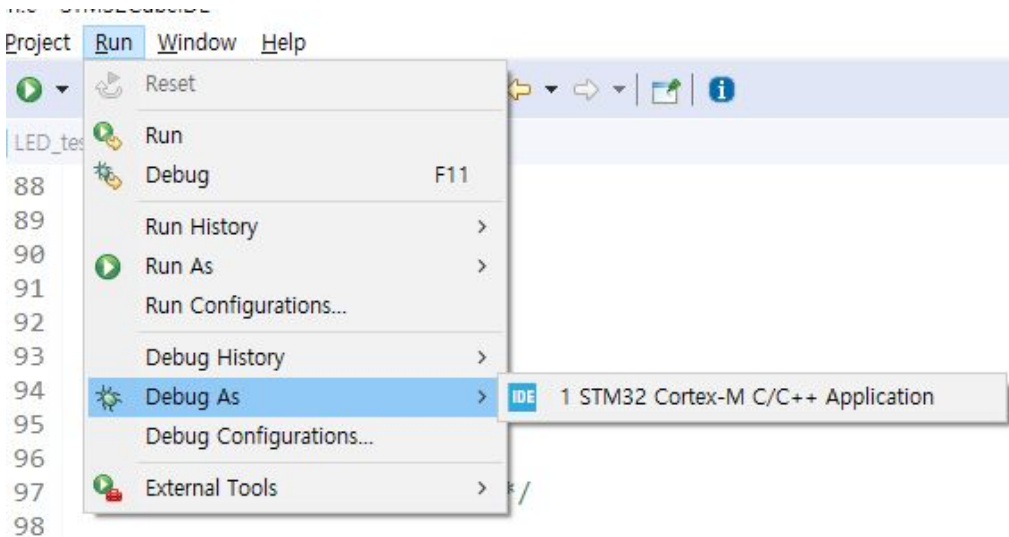 Project Run Window Help
Reset
LED_tes
Run
Debug F11
Run History >
Run As >
Run Configurations...
Debug History >
Debug As >
IDE 1 STM32 Cortex-M C/C++ Application
Debug Configurations...
External Tools >
*/
88
89
90
91
92
93
94
95
96
97
98